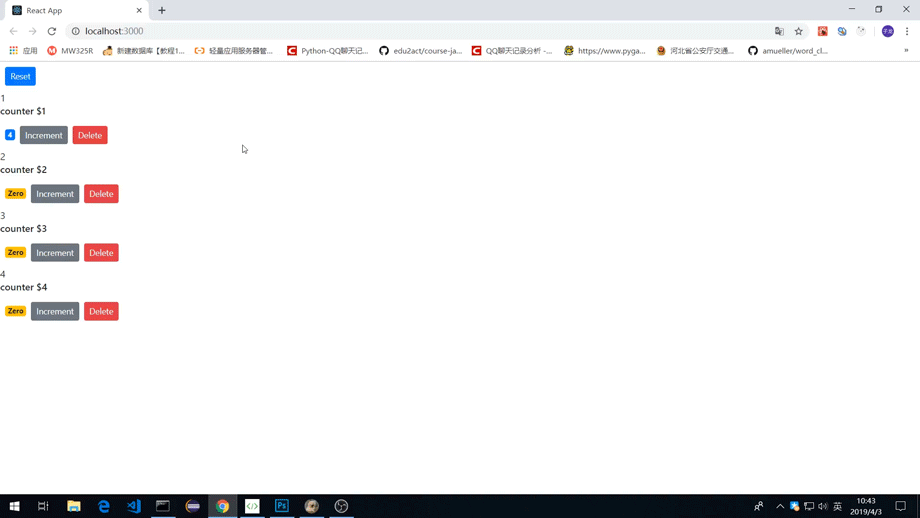 React App
localhost:3000
应用 MW325R 新建数据库【教程1... 轻量应用服务器管... Python-QQ聊天记... edu2act/course-ja... QQ聊天记录分析 -... https://www.pyga... 河北省公安厅交通... amueller/word_cl... »
Reset
1
counter $1
4 Increment Delete
2
counter $2
Zero Increment Delete
3
counter $3
Zero Increment Delete
4
counter $4
Zero Increment Delete
英 10:43
2019/4/3